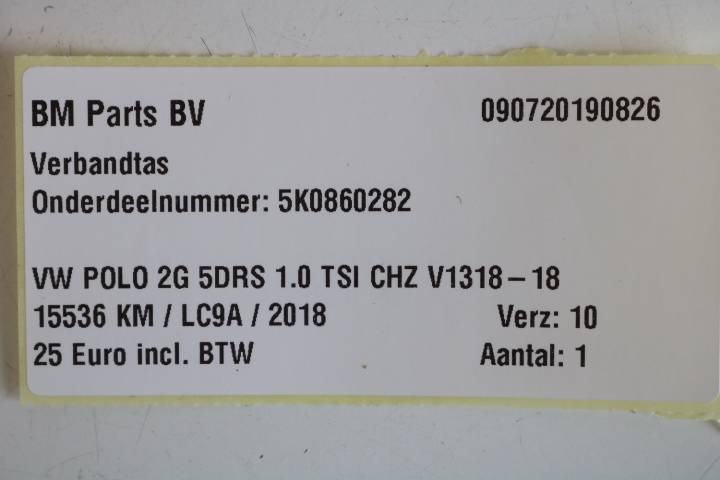 BM Parts BV 090720190826
Verbandtas
Onderdeelnummer: 5K0860282
VW POLO 2G 5DRS 1.0 TSI CHZ V1318-18
15536 KM / LC9A / 2018 Verz: 10
25 Euro incl. BTW Aantal: 1